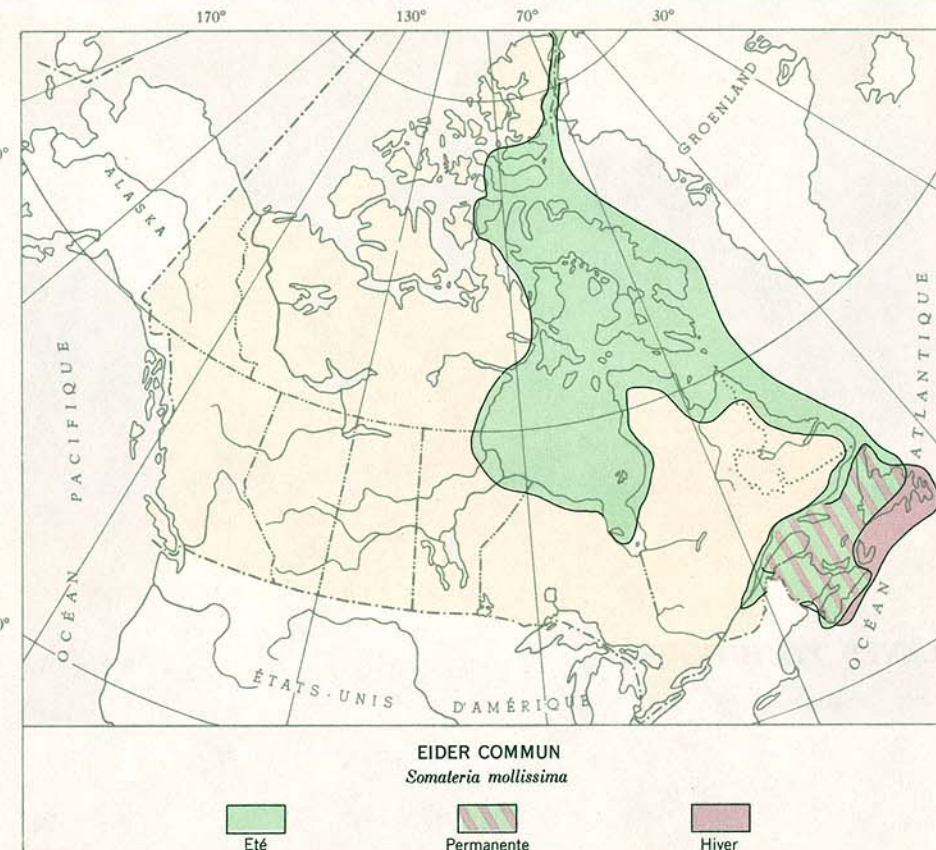 170° 130° 70° 30°
GROENLAND
ALASKA
OCÉAN PACIFIQUE
OCÉAN ATLANTIQUE
ÉTATS-UNIS D'AMÉRIQUE
EIDER COMMUN
Somateria mollissima
Eté Permanente Hiver